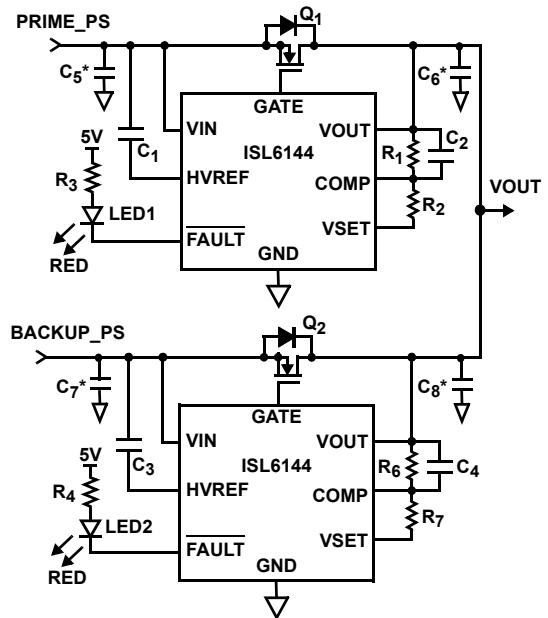 PRIME_PS
Q1
C5*
C6*
GATE
VIN
VOUT
C1
ISL6144
R1
C2
5V
HVREF
COMP
R3
VOUT
LED1
R2
VSET
FAULT
GND
RED
BACKUP_PS
Q2
C7*
C8*
GATE
VIN
VOUT
C3
ISL6144
R6
C4
5V
HVREF
COMP
R4
R7
LED2
VSET
FAULT
GND
RED